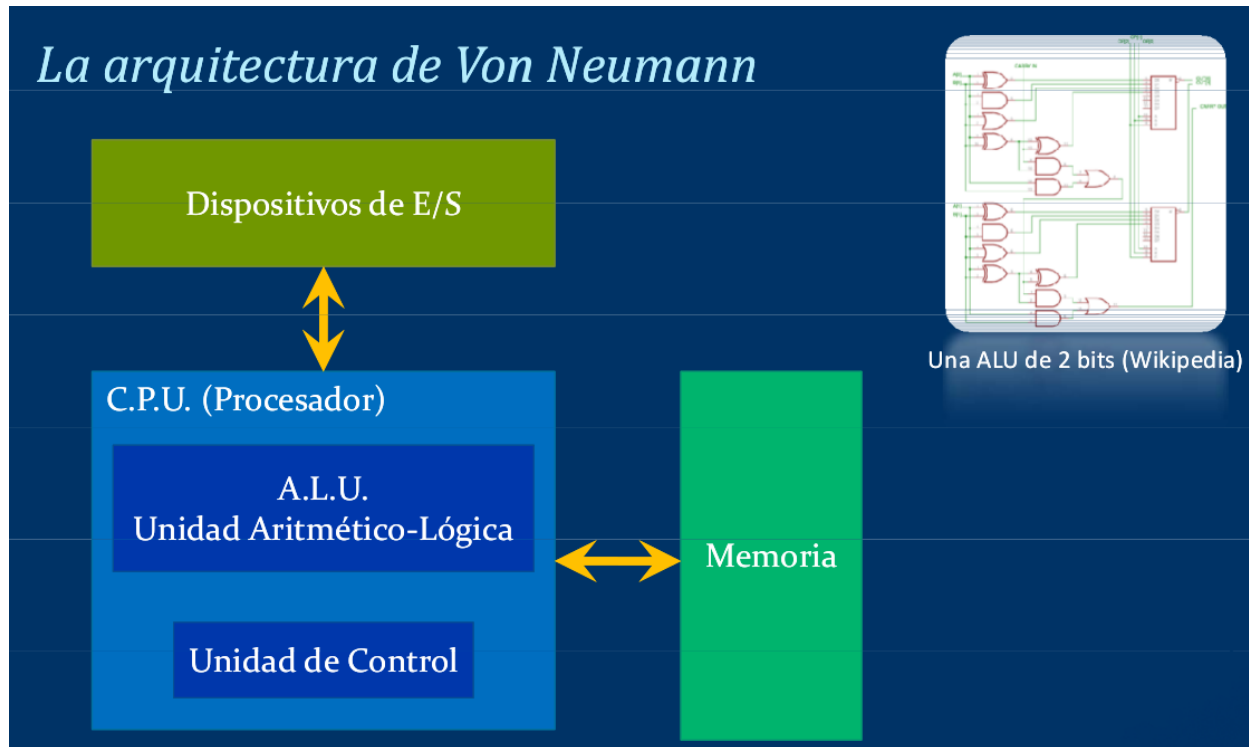 La arquitectura de Von Neumann
Dispositivos de E/S
C.P.U. (Procesador)
A.L.U.
Unidad Aritmético-Lógica
Unidad de Control
Memoria
Una ALU de 2 bits (Wikipedia)